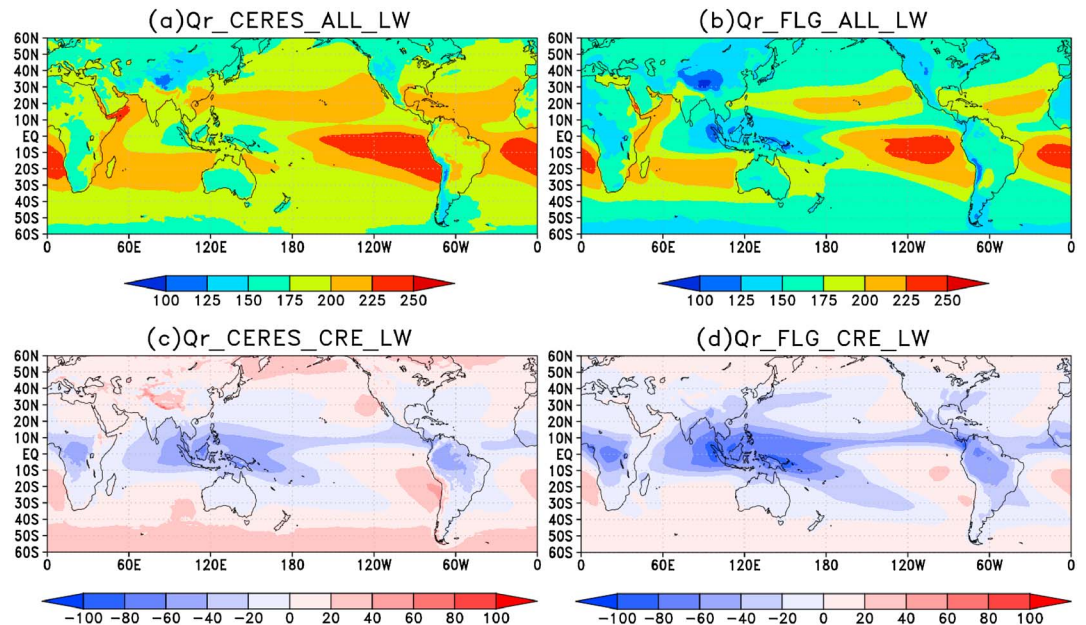 (a)Qr_CERES_ALL_LW
60N
50N
40N
30N
20N
10N
EQ
10S
20S
30S
40S
50S
60S
0 60E 120E 180 120W 60W 0
100 125 150 175 200 225 250
(b)Qr_FLG_ALL_LW
60N
50N
40N
30N
20N
10N
EQ
10S
20S
30S
40S
50S
60S
0 60E 120E 180 120W 60W 0
100 125 150 175 200 225 250
(c)Qr_CERES_CRE_LW
60N
50N
40N
30N
20N
10N
EQ
10S
20S
30S
40S
50S
60S
0 60E 120E 180 120W 60W 0
−100 −80 −60 −40 −20 0 20 40 60 80 100
(d)Qr_FLG_CRE_LW
60N
50N
40N
30N
20N
10N
EQ
10S
20S
30S
40S
50S
60S
0 60E 120E 180 120W 60W 0
−100 −80 −60 −40 −20 0 20 40 60 80 100